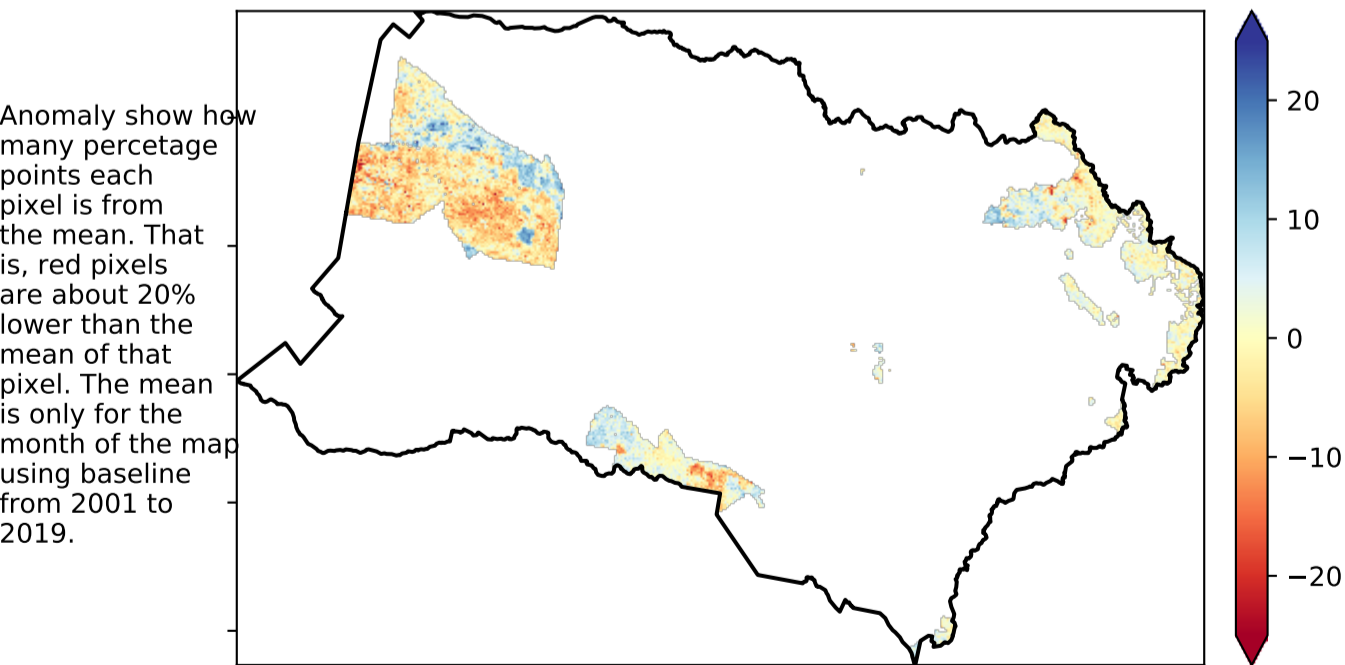 Anomaly show how
many percetage
points each
pixel is from
the mean. That
is, red pixels
are about 20%
lower than the
mean of that
pixel. The mean
is only for the
month of the map
using baseline
from 2001 to
2019.
20
10
0
−10
−20